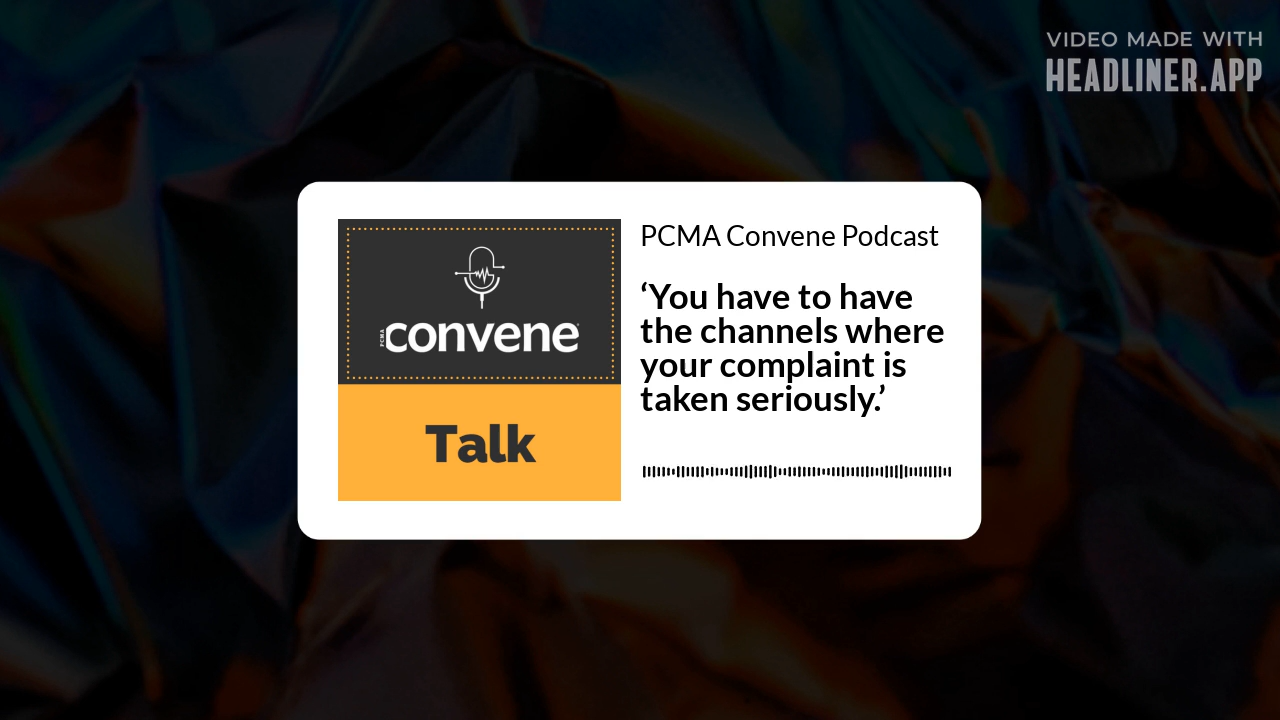 VIDEO MADE WITH
HEADLINER.APP
PCMA convene
Talk
PCMA Convene Podcast
‘You have to have
the channels where
your complaint is
taken seriously.’